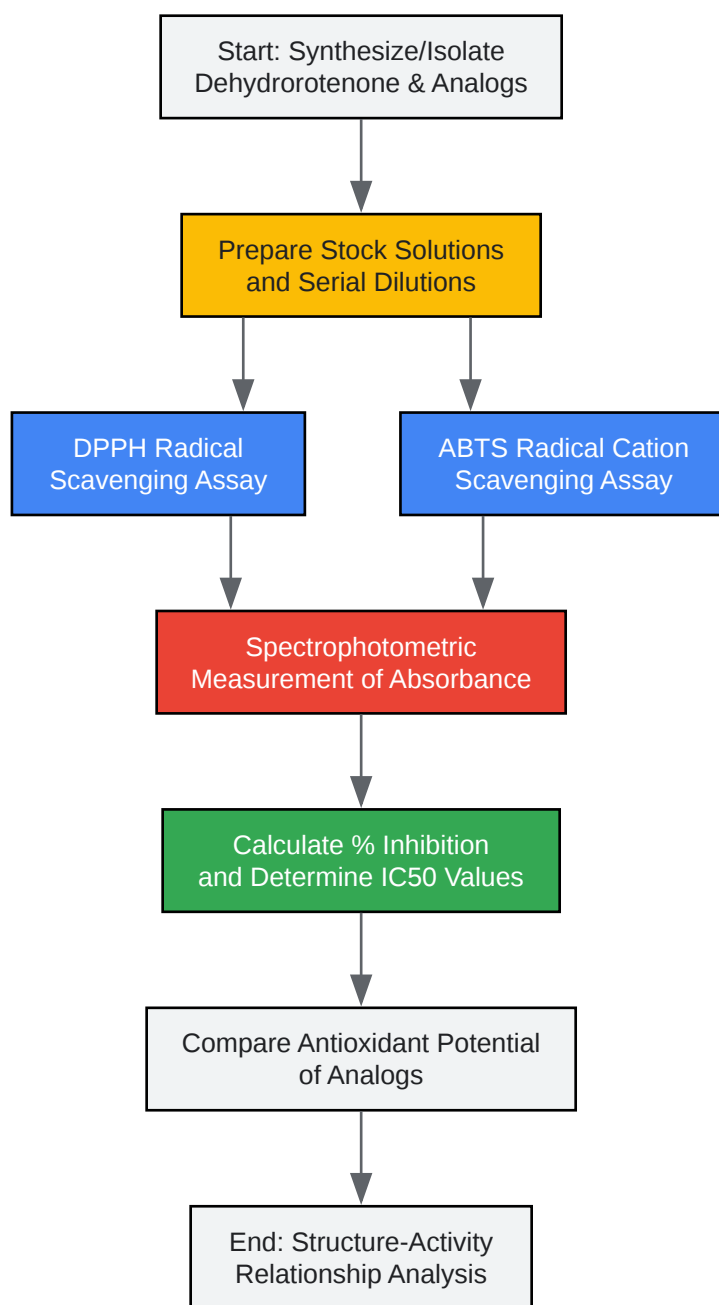 Start: Synthesize/Isolate
Dehydrorotenone & Analogs
Prepare Stock Solutions
and Serial Dilutions
DPPH Radical
Scavenging Assay
ABTS Radical Cation
Scavenging Assay
Spectrophotometric
Measurement of Absorbance
Calculate % Inhibition
and Determine IC50 Values
Compare Antioxidant Potential
of Analogs
End: Structure-Activity
Relationship Analysis